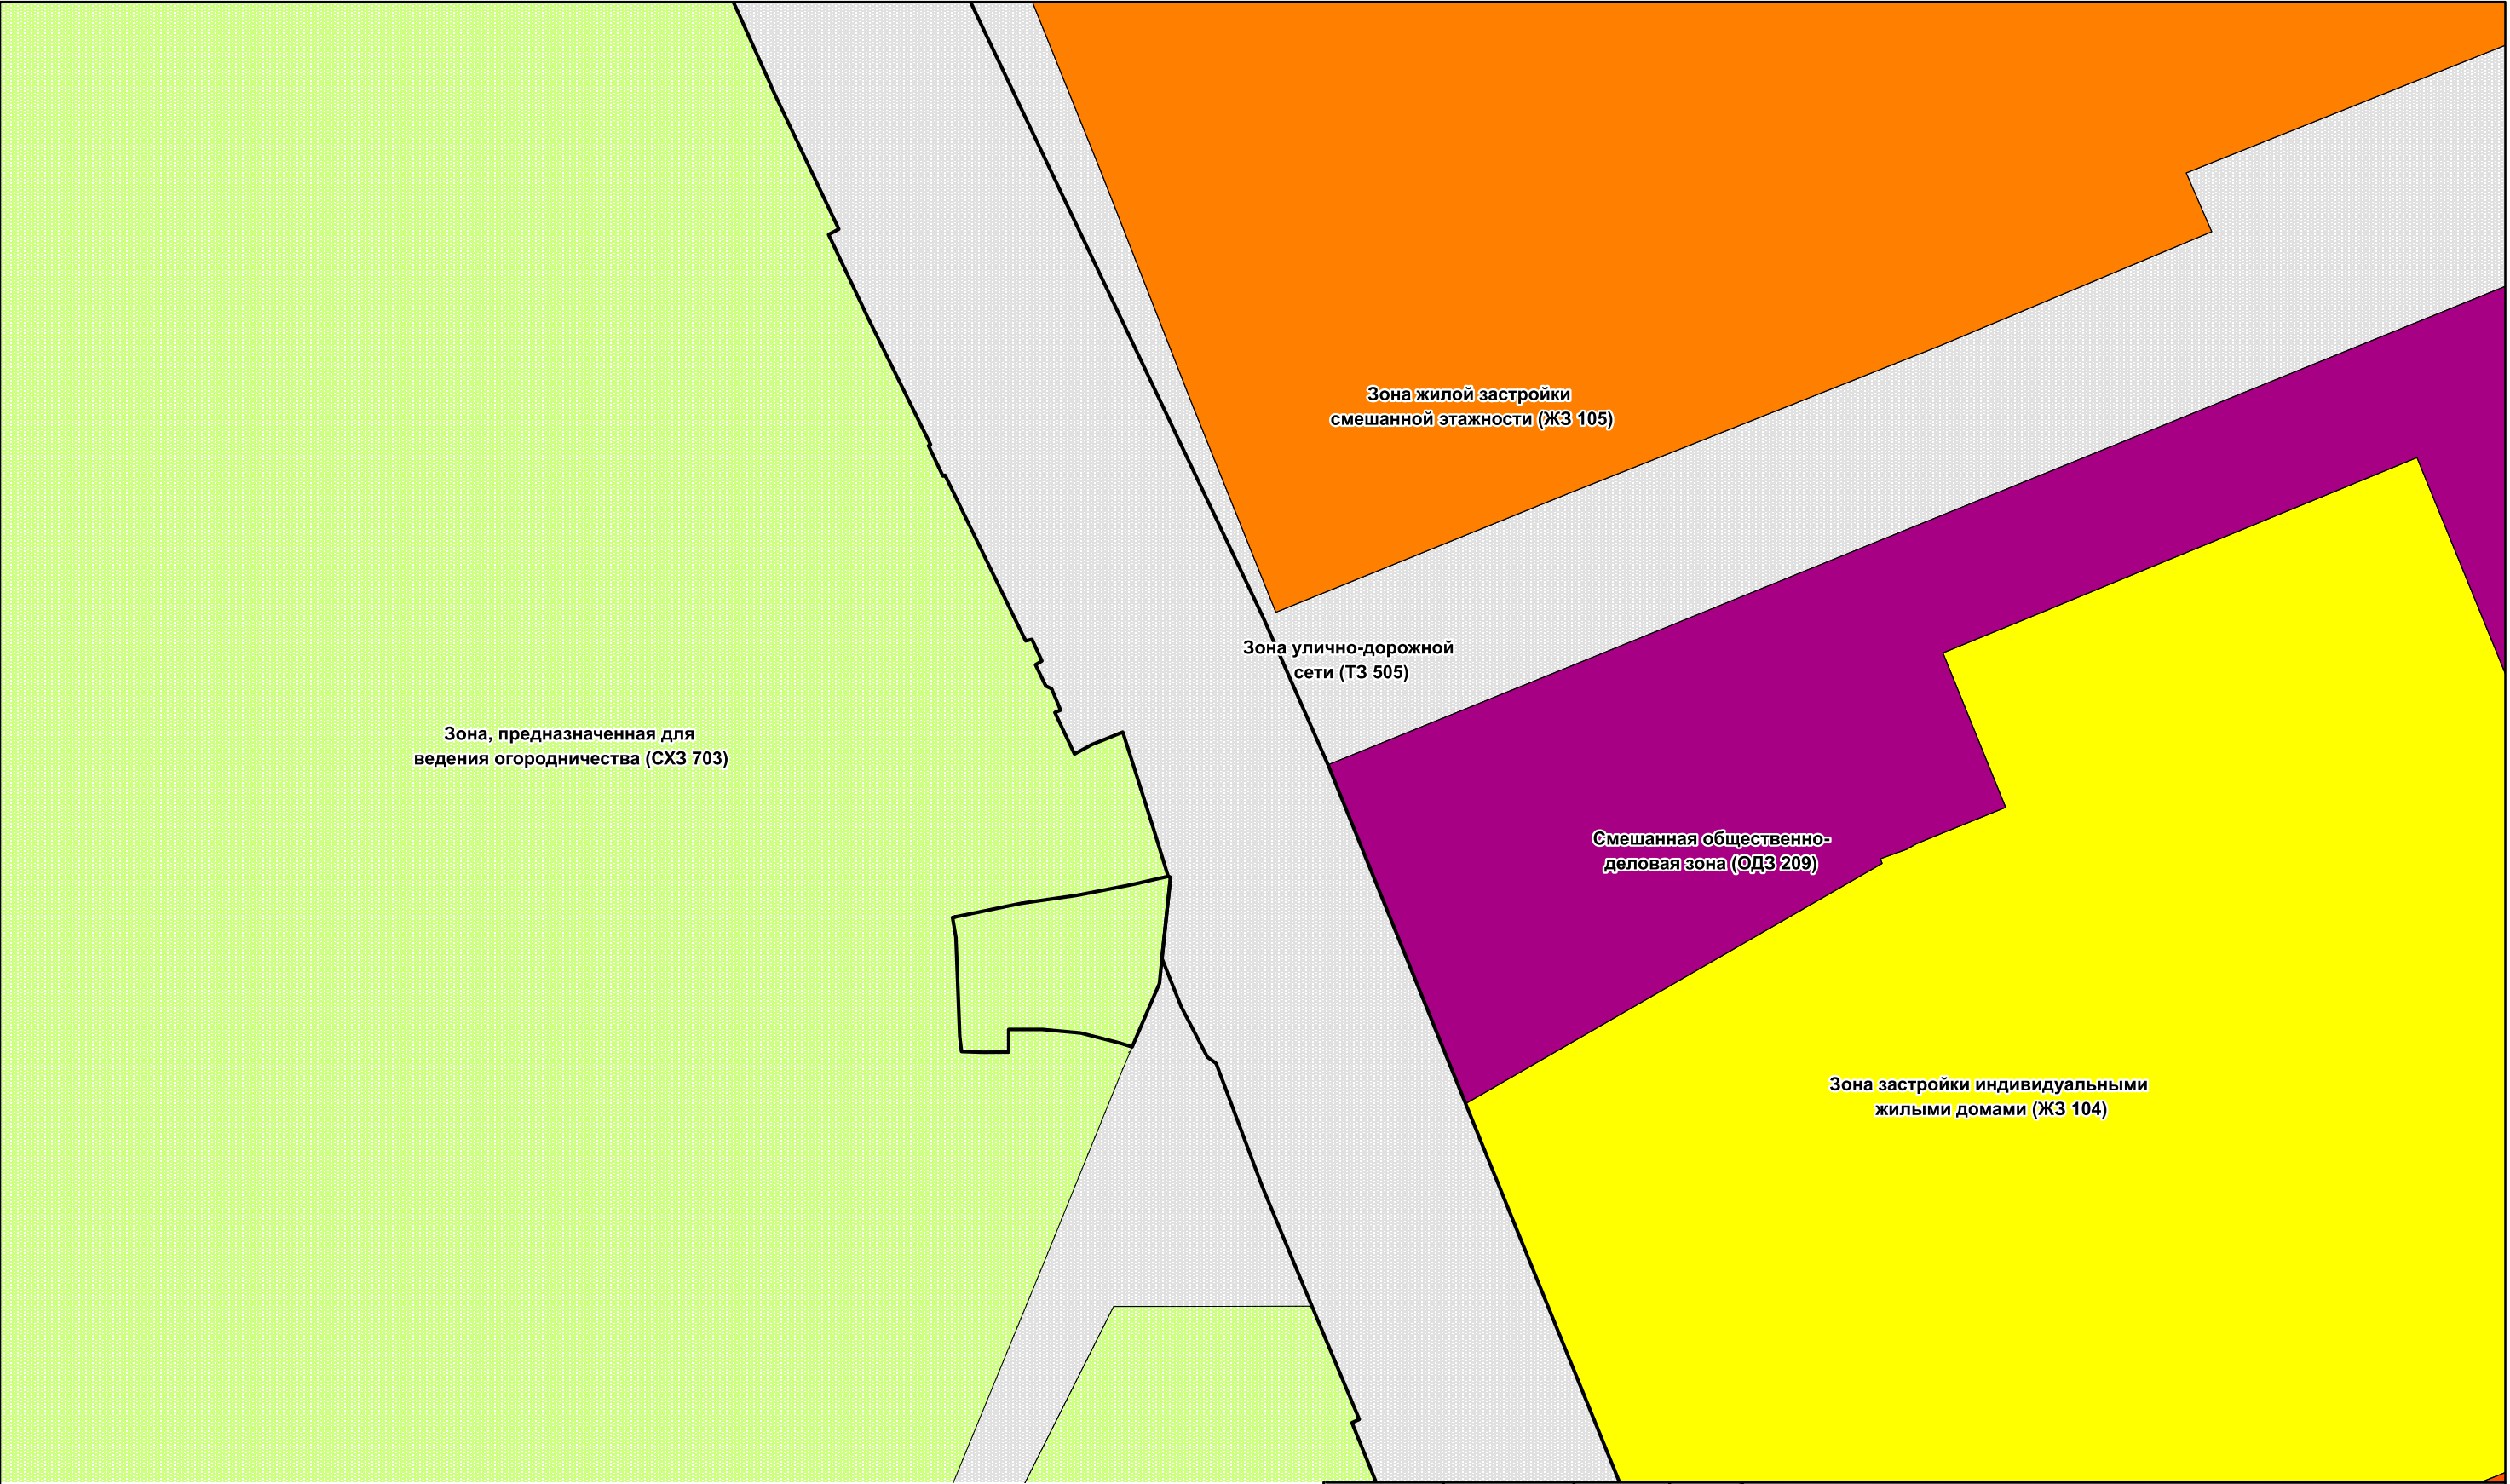 Зона жилой застройки
смешанной этажности (ЖЗ 105)
Зона улично-дорожной
сети (ТЗ 505)
Зона, предназначенная для
ведения огородничества (СХЗ 703)
Смешанная общественно-
деловая зона (ОДЗ 209)
Зона застройки индивидуальными
жилыми домами (ЖЗ 104)